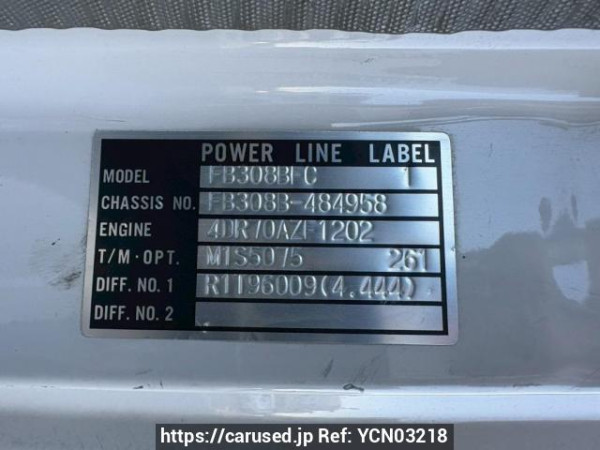 POWER LINE LABEL
MODEL FB308BFC 1
CHASSIS NO. FB308B-484958
ENGINE 4DR70AZF1202
T/M·OPT. M1S5075 261
DIFF. NO. 1 R1196009(4.444)
DIFF. NO. 2
https://carused.jp Ref: YCN03218